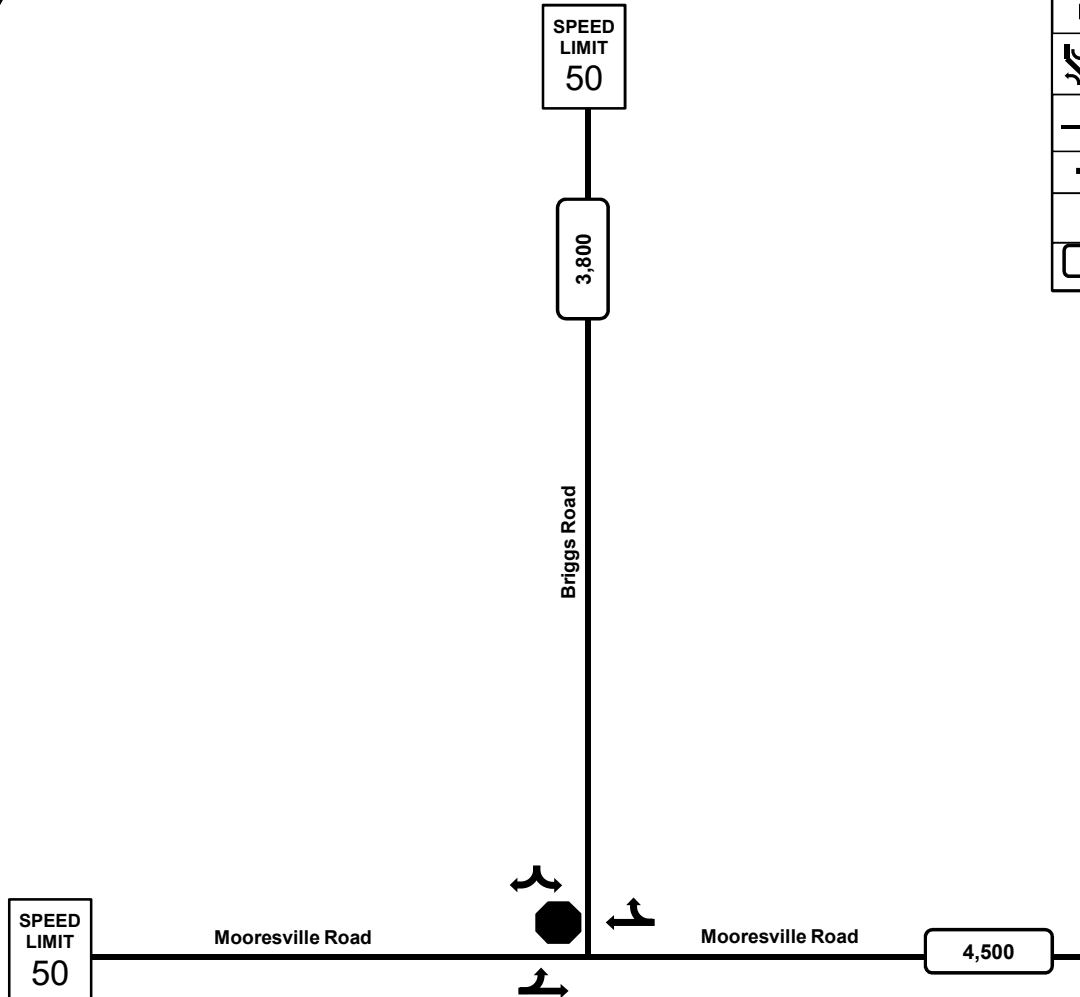 SPEED
LIMIT
50
3,800
Briggs Road
SPEED
LIMIT
50
Mooresville Road
Mooresville Road
4,500